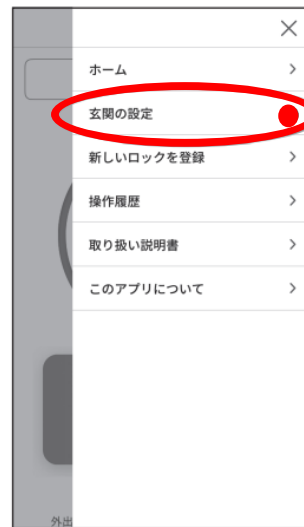 ホーム
玄関の設定
新しいロックを登録
操作履歴
取り扱い説明書
このアプリについて
外出